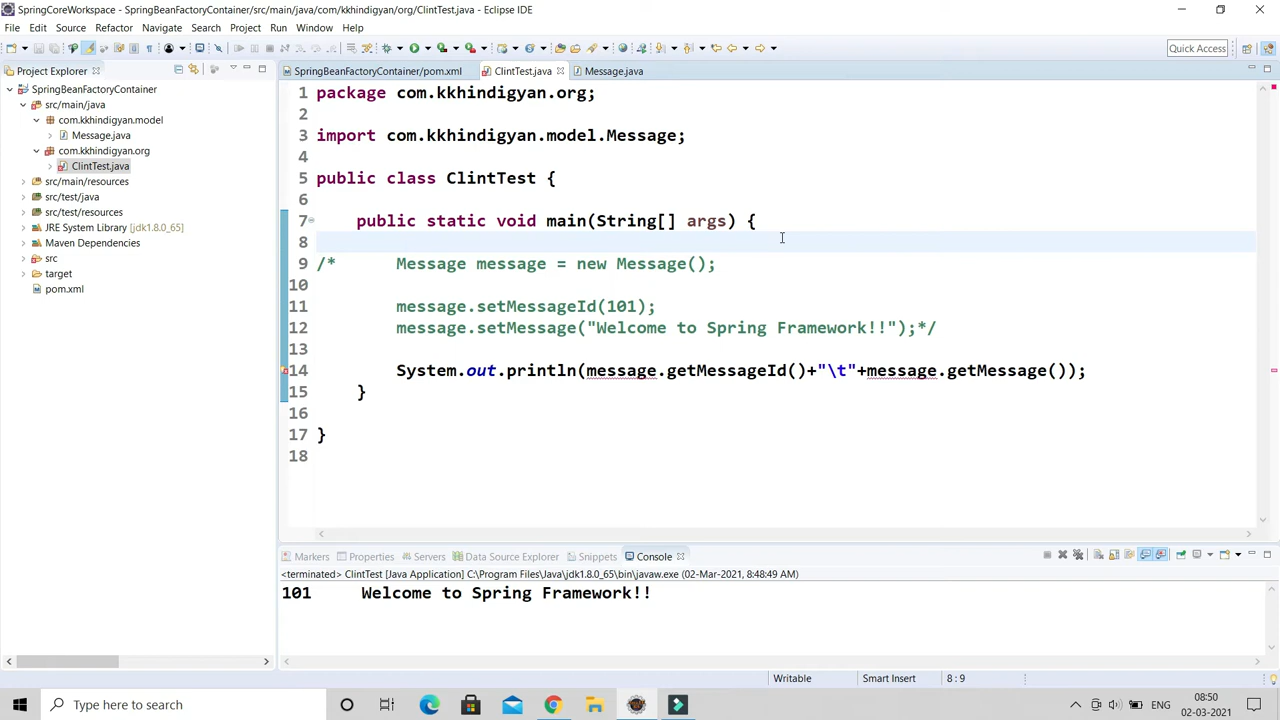 SpringCoreWorkspace - SpringBeanFactoryContainer/src/main/java/com/kkhindigyan/org/ClintTest.java - Eclipse IDE
File Edit Source Refactor Navigate Search Project Run Window Help
Quick Access
Project Explorer
SpringBeanFactoryContainer/pom.xml ClintTest.java Message.java
SpringBeanFactoryContainer
src/main/java
com.kkhindigyan.model
Message.java
com.kkhindigyan.org
ClintTest.java
src/main/resources
src/test/java
src/test/resources
JRE System Library [jdk1.8.0_65]
Maven Dependencies
src
target
pom.xml
1 package com.kkhindigyan.org;
2
3 import com.kkhindigyan.model.Message;
4
5 public class ClintTest {
6
7 public static void main(String[] args) {
8
9 /* Message message = new Message();
10
11 message.setMessageId(101);
12 message.setMessage("Welcome to Spring Framework!!");*/
13
14 System.out.println(message.getMessageId()+"\t"+message.getMessage());
15 }
16
17 }
18
Markers Properties Servers Data Source Explorer Snippets Console
<terminated> ClintTest [Java Application] C:\Program Files\Java\jdk1.8.0_65\bin\javaw.exe (02-Mar-2021, 8:48:49 AM)
101 Welcome to Spring Framework!!
Writable Smart Insert 8 : 9
Type here to search
ENG
08:50
02-03-2021